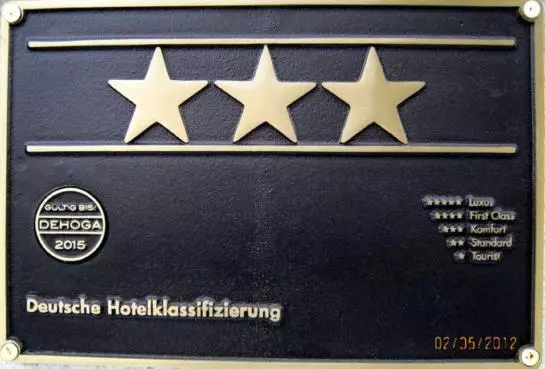 GÜLTIG BIS:
DEHOGA
2015
★★★★★ Luxus
★★★★ First Class
★★★ Komfort
★★ Standard
★ Tourist
Deutsche Hotelklassifizierung
02/05/2012